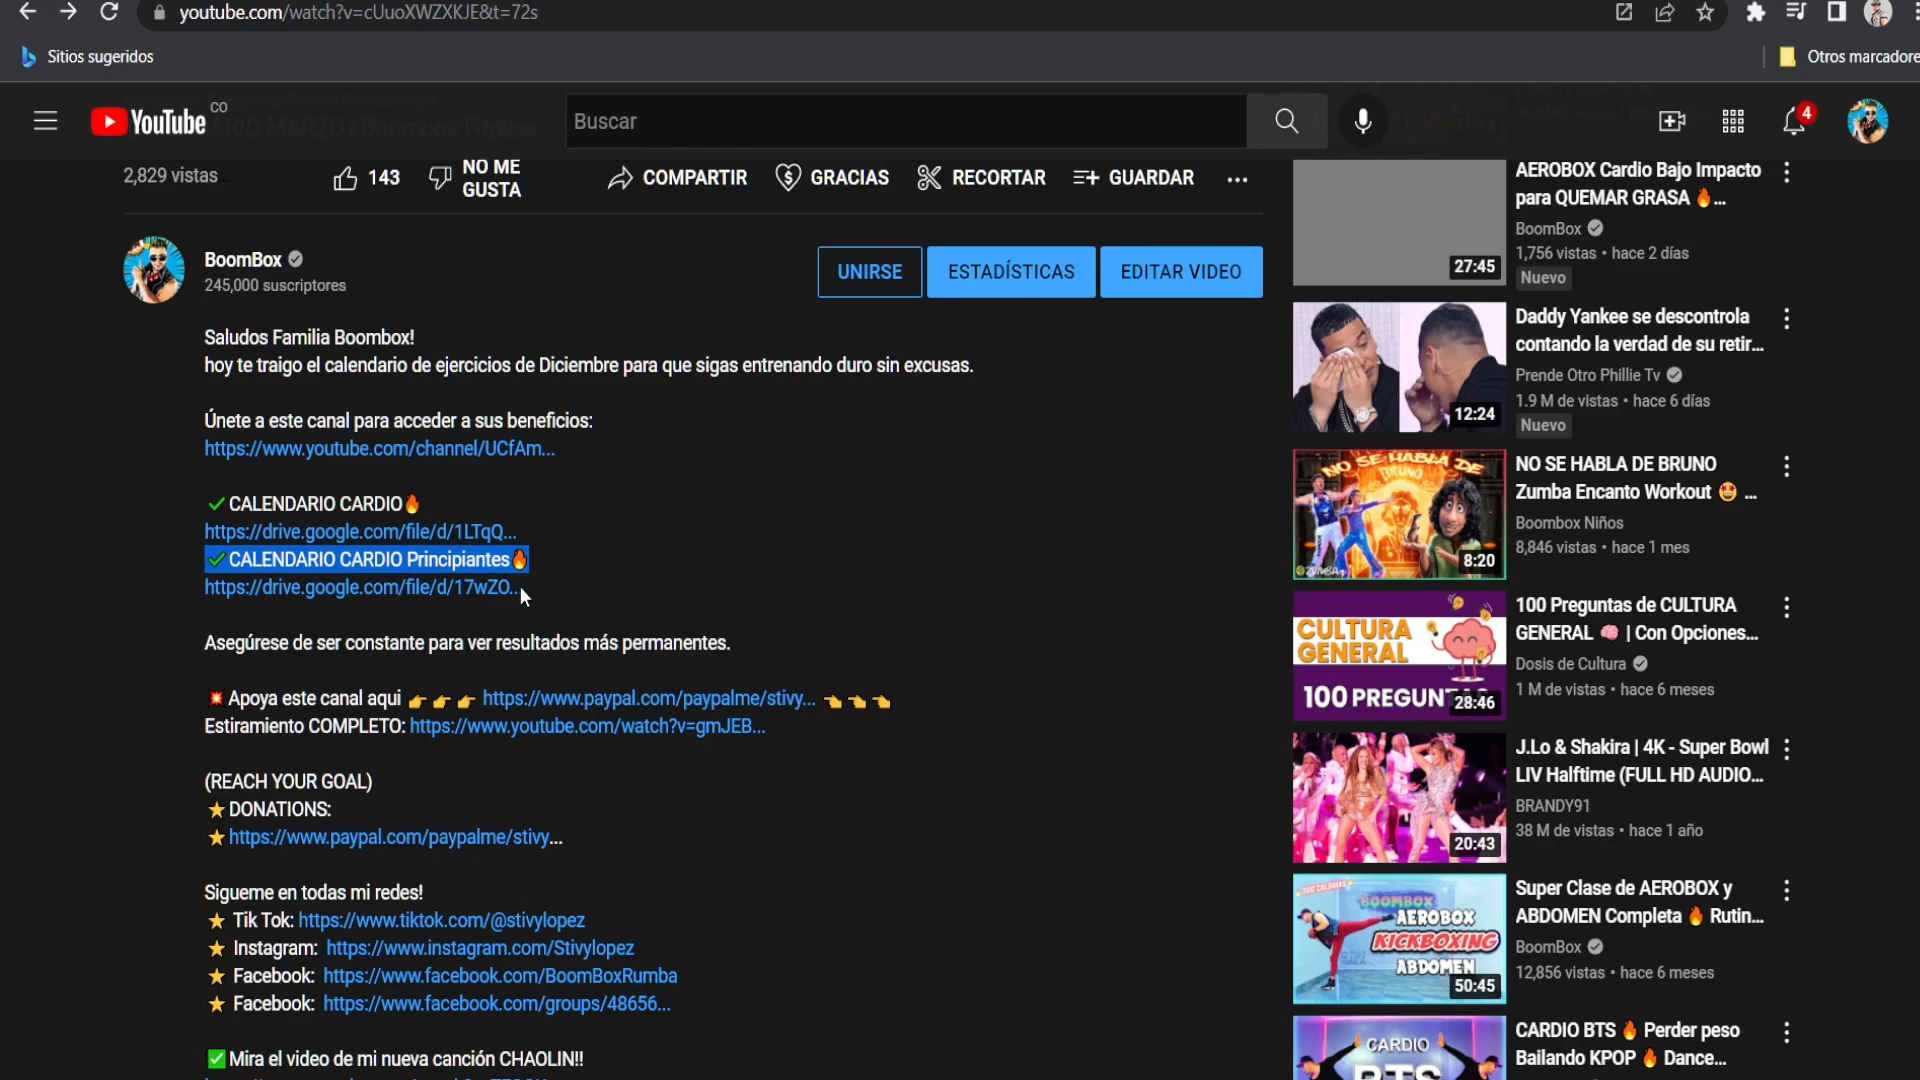 youtube.com/watch?v=cUuoXWZXKJE&t=72s
Sitios sugeridos
Otros marcadore
YouTube CO
Buscar
4
2,829 vistas
143
NO ME
GUSTA
COMPARTIR
GRACIAS
RECORTAR
GUARDAR
BoomBox
245,000 suscriptores
UNIRSE
ESTADÍSTICAS
EDITAR VIDEO
Saludos Familia Boombox!
hoy te traigo el calendario de ejercicios de Diciembre para que sigas entrenando duro sin excusas.
Únete a este canal para acceder a sus beneficios:
https://www.youtube.com/channel/UCfAm...
✓ CALENDARIO CARDIO🔥
https://drive.google.com/file/d/1LTqQ...
✓ CALENDARIO CARDIO Principiantes🔥
https://drive.google.com/file/d/17wZO...
Asegúrese de ser constante para ver resultados más permanentes.
💥Apoya este canal aqui 👉 👉 👉 https://www.paypal.com/paypalme/stivy... 👈 👈 👈
Estiramiento COMPLETO: https://www.youtube.com/watch?v=gmJEB...
(REACH YOUR GOAL)
⭐DONATIONS:
⭐https://www.paypal.com/paypalme/stivy...
Sigueme en todas mi redes!
⭐ Tik Tok: https://www.tiktok.com/@stivylopez
⭐ Instagram: https://www.instagram.com/Stivylopez
⭐ Facebook: https://www.facebook.com/BoomBoxRumba
⭐ Facebook: https://www.facebook.com/groups/48656...
✅Mira el video de mi nueva canción CHAOLIN!!
27:45
AEROBOX Cardio Bajo Impacto
para QUEMAR GRASA 🔥...
BoomBox
1,756 vistas • hace 2 días
Nuevo
12:24
Daddy Yankee se descontrola
contando la verdad de su retir...
Prende Otro Phillie Tv
1.9 M de vistas • hace 6 días
Nuevo
NO SE HABLA DE
BRUNO
ZUMBA
8:20
NO SE HABLA DE BRUNO
Zumba Encanto Workout 🤩 ...
Boombox Niños
8,846 vistas • hace 1 mes
CULTURA
GENERAL
100 PREGUNTAS
28:46
100 Preguntas de CULTURA
GENERAL 🧠 | Con Opciones...
Dosis de Cultura
1 M de vistas • hace 6 meses
20:43
J.Lo & Shakira | 4K - Super Bowl
LIV Halftime (FULL HD AUDIO...
BRANDY91
38 M de vistas • hace 1 año
BOOMBOX
AEROBOX
KICKBOXING
ABDOMEN
50:45
Super Clase de AEROBOX y
ABDOMEN Completa 🔥 Rutin...
BoomBox
12,856 vistas • hace 6 meses
CARDIO
BTS
CARDIO BTS 🔥 Perder peso
Bailando KPOP 🔥 Dance...